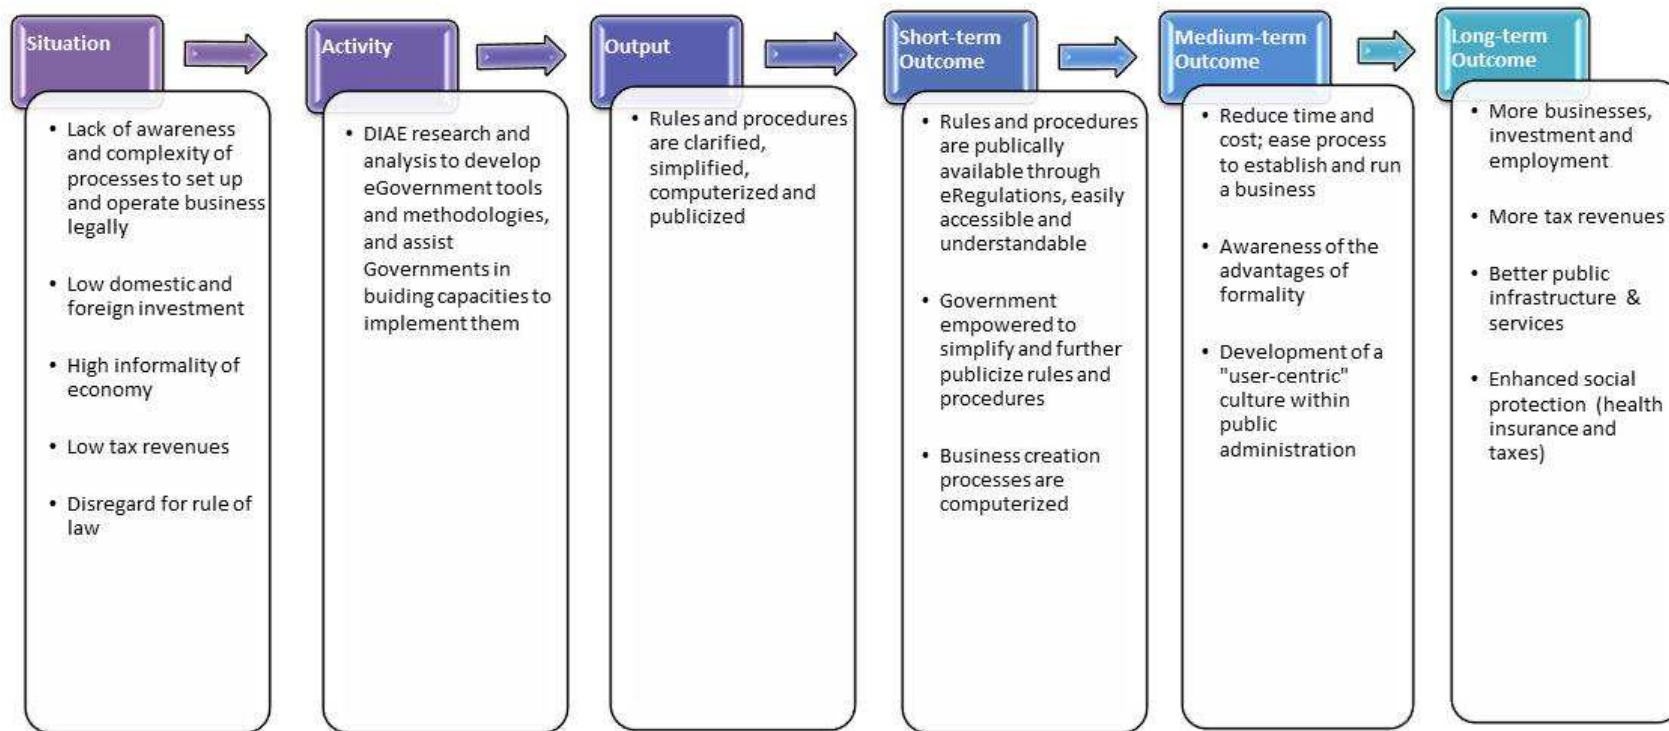 Situation
• Lack of awareness
and complexity of
processes to set up
and operate business
legally
• Low domestic and
foreign investment
• High informality of
economy
• Low tax revenues
• Disregard for rule of
law
Activity
• DIAE research and
analysis to develop
eGovernment tools
and methodologies,
and assist
Governments in
buiding capacities to
implement them
Output
• Rules and procedures
are clarified,
simplified,
computerized and
publicized
Short-term
Outcome
• Rules and procedures
are publically
available through
eRegulations, easily
accessible and
understandable
• Government
empowered to
simplify and further
publicize rules and
procedures
• Business creation
processes are
computerized
Medium-term
Outcome
• Reduce time and
cost; ease process
to establish and run
a business
• Awareness of the
advantages of
formality
• Development of a
"user-centric"
culture within
public
administration
Long-term
Outcome
• More businesses,
investment and
employment
• More tax revenues
• Better public
infrastructure &
services
• Enhanced social
protection (health
insurance and
taxes)